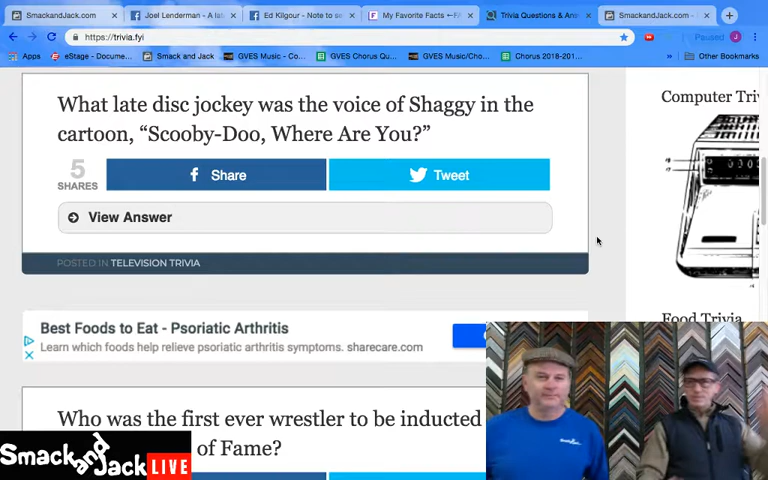 SmackandJack.com
Joel Lenderman - A la
Ed Kilgour - Note to se
My Favorite Facts ←FA
Trivia Questions & Ans
SmackandJack.com -
https://trivia.fyi
Paused
Apps
eStage - Docume...
Smack and Jack
GVES Music - Co...
GVES Chorus Qu...
GVES Music/Cho...
Chorus 2018-201...
»
Other Bookmarks
What late disc jockey was the voice of Shaggy in the
cartoon, “Scooby-Doo, Where Are You?”
5
SHARES
Share
Tweet
View Answer
POSTED IN TELEVISION TRIVIA
Computer Triv
Food Trivia
Best Foods to Eat - Psoriatic Arthritis
Learn which foods help relieve psoriatic arthritis symptoms. sharecare.com
Who was the first ever wrestler to be inducted
of Fame?
Smack and Jack LIVE